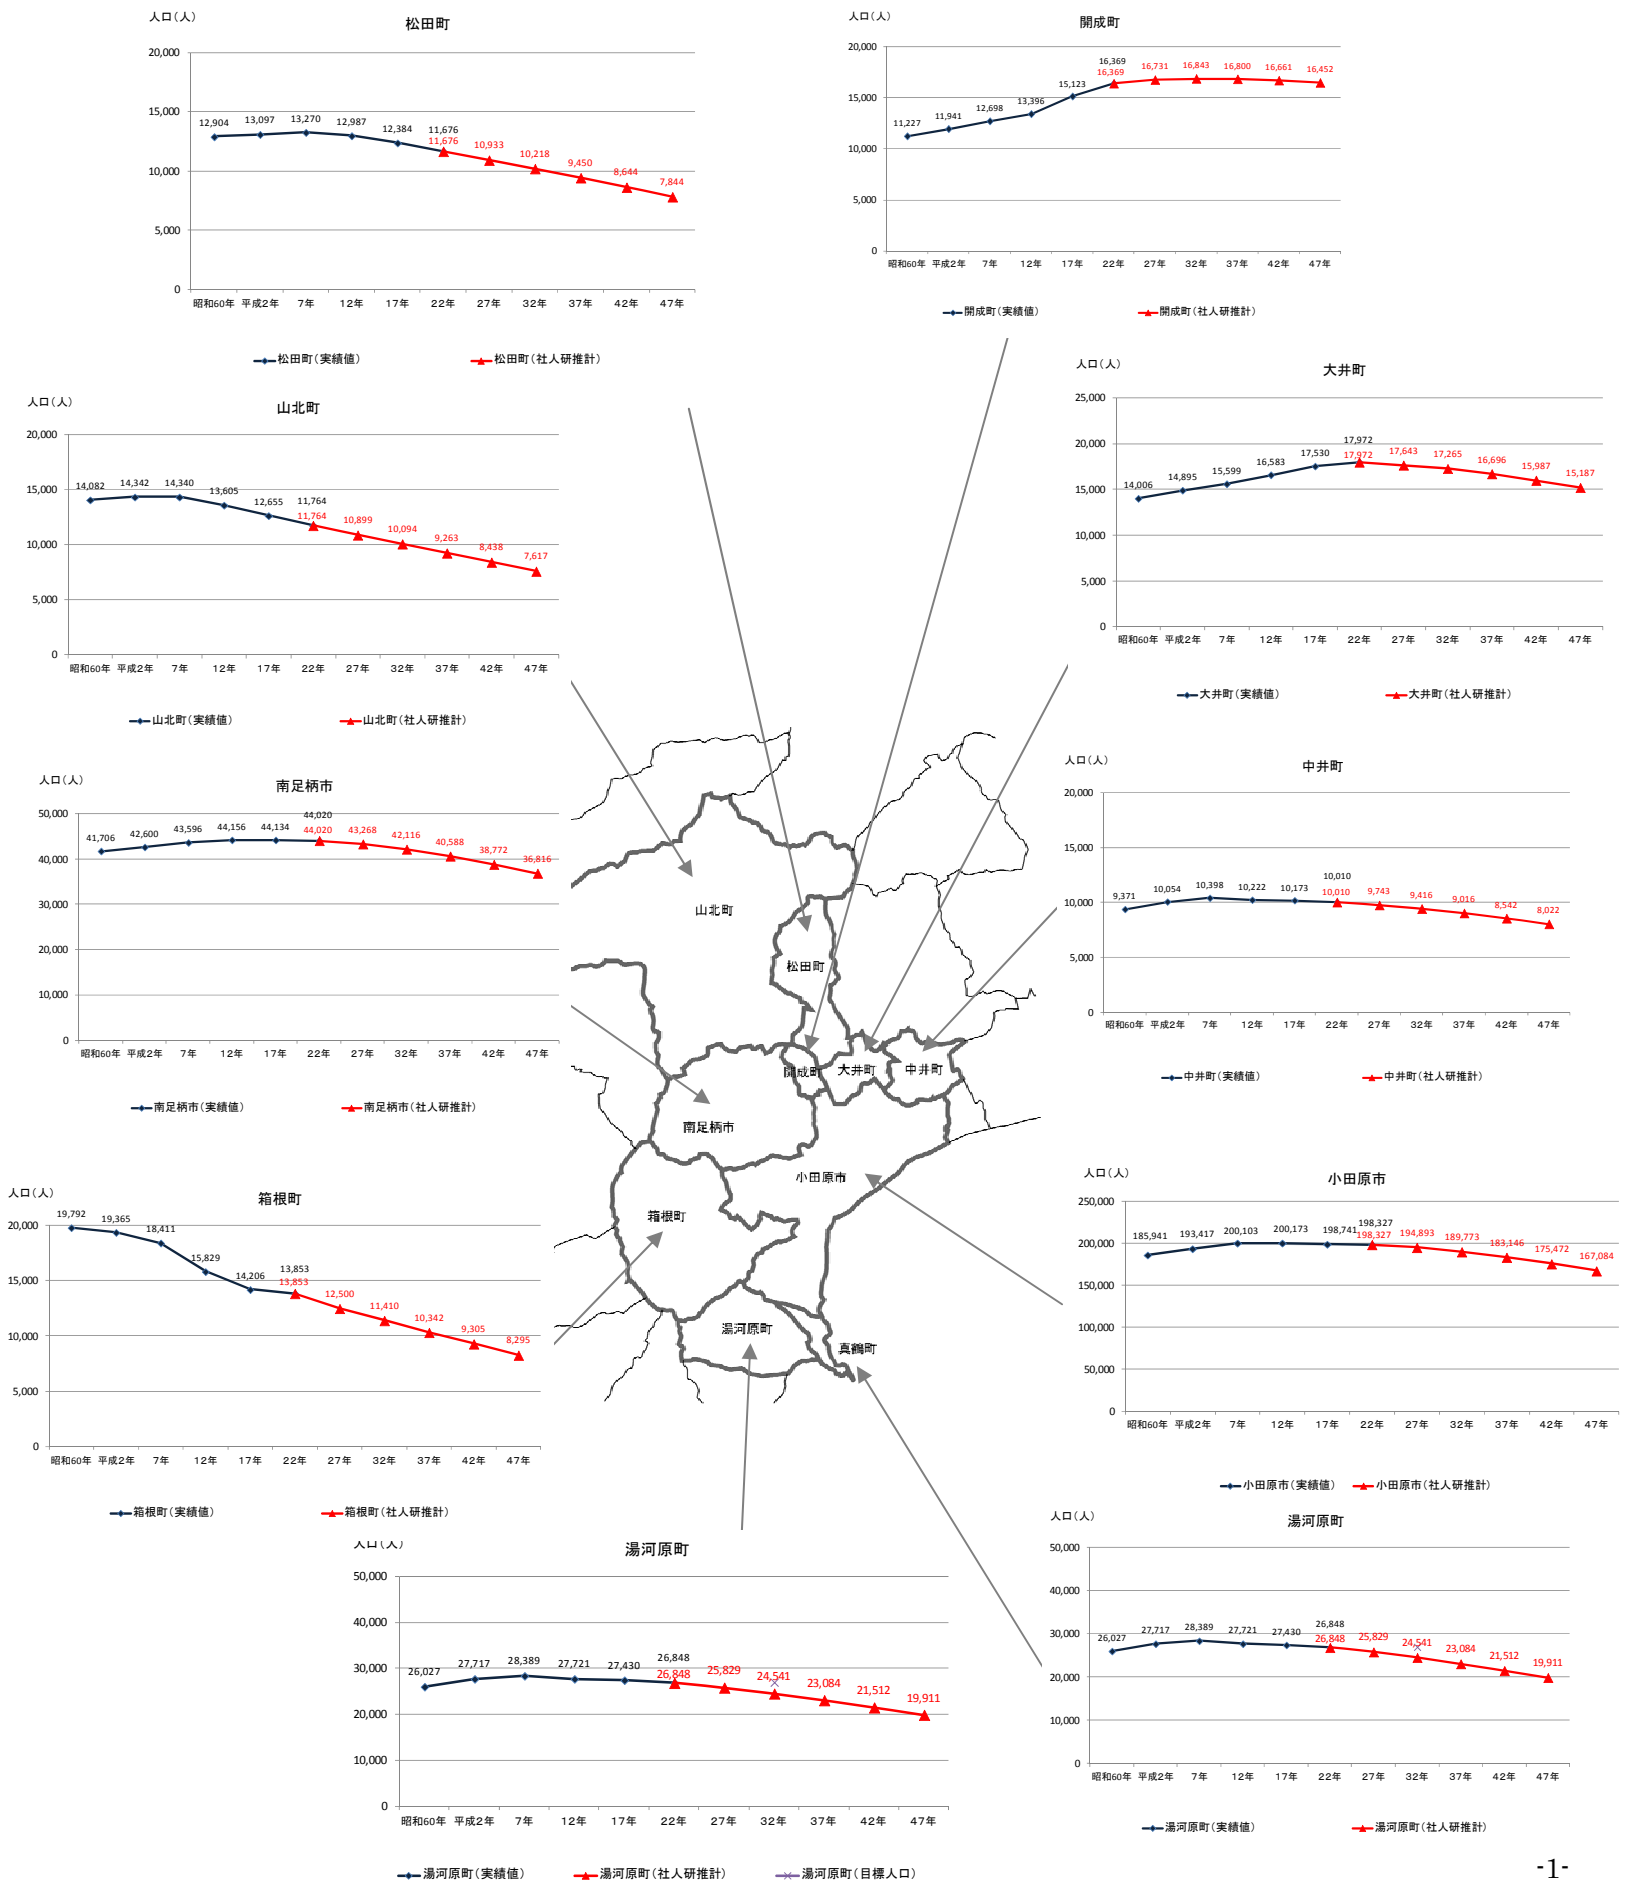 人口（人）
松田町
20,000
15,000
10,000
5,000
0
12,904 13,097 13,270 12,987 12,384 11,676
11,676 10,933 10,218 9,450 8,644 7,844
昭和60年 平成2年 7年 12年 17年 22年 27年 32年 37年 42年 47年
松田町（実績値） 松田町（社人研推計）
人口（人）
開成町
20,000
15,000
10,000
5,000
0
11,227 11,941 12,698 13,396 15,123 16,369
16,369 16,731 16,843 16,800 16,661 16,452
昭和60年 平成2年 7年 12年 17年 22年 27年 32年 37年 42年 47年
開成町（実績値） 開成町（社人研推計）
人口（人）
山北町
20,000
15,000
10,000
5,000
0
14,082 14,342 14,340 13,605 12,655 11,764
11,764 10,899 10,094 9,263 8,438 7,617
昭和60年 平成2年 7年 12年 17年 22年 27年 32年 37年 42年 47年
山北町（実績値） 山北町（社人研推計）
人口（人）
大井町
25,000
20,000
15,000
10,000
5,000
0
14,006 14,895 15,599 16,583 17,530 17,972
17,972 17,643 17,265 16,696 15,987 15,187
昭和60年 平成2年 7年 12年 17年 22年 27年 32年 37年 42年 47年
大井町（実績値） 大井町（社人研推計）
人口（人）
南足柄市
50,000
40,000
30,000
20,000
10,000
0
41,706 42,600 43,596 44,156 44,134 44,020
44,020 43,268 42,116 40,588 38,772 36,816
昭和60年 平成2年 7年 12年 17年 22年 27年 32年 37年 42年 47年
南足柄市（実績値） 南足柄市（社人研推計）
人口（人）
中井町
20,000
15,000
10,000
5,000
0
9,371 10,054 10,398 10,222 10,173 10,010
10,010 9,743 9,416 9,016 8,542 8,022
昭和60年 平成2年 7年 12年 17年 22年 27年 32年 37年 42年 47年
中井町（実績値） 中井町（社人研推計）
山北町
松田町
開成町 大井町 中井町
南足柄市
小田原市
箱根町
湯河原町
真鶴町
人口（人）
箱根町
20,000
15,000
10,000
5,000
0
19,792 19,365 18,411 15,829 14,206 13,853
13,853 12,500 11,410 10,342 9,305 8,295
昭和60年 平成2年 7年 12年 17年 22年 27年 32年 37年 42年 47年
箱根町（実績値） 箱根町（社人研推計）
人口（人）
小田原市
250,000
200,000
150,000
100,000
50,000
0
185,941 193,417 200,103 200,173 198,741 198,327
198,327 194,893 189,773 183,146 175,472 167,084
昭和60年 平成2年 7年 12年 17年 22年 27年 32年 37年 42年 47年
小田原市（実績値） 小田原市（社人研推計）
人口（人）
湯河原町
50,000
40,000
30,000
20,000
10,000
0
26,027 27,717 28,389 27,721 27,430 26,848
26,848 25,829 24,541 23,084 21,512 19,911
昭和60年 平成2年 7年 12年 17年 22年 27年 32年 37年 42年 47年
湯河原町（実績値） 湯河原町（社人研推計） 湯河原町（目標人口）
人口（人）
湯河原町
50,000
40,000
30,000
20,000
10,000
0
26,027 27,717 28,389 27,721 27,430 26,848
26,848 25,829 24,541 23,084 21,512 19,911
昭和60年 平成2年 7年 12年 17年 22年 27年 32年 37年 42年 47年
湯河原町（実績値） 湯河原町（社人研推計）
-1-